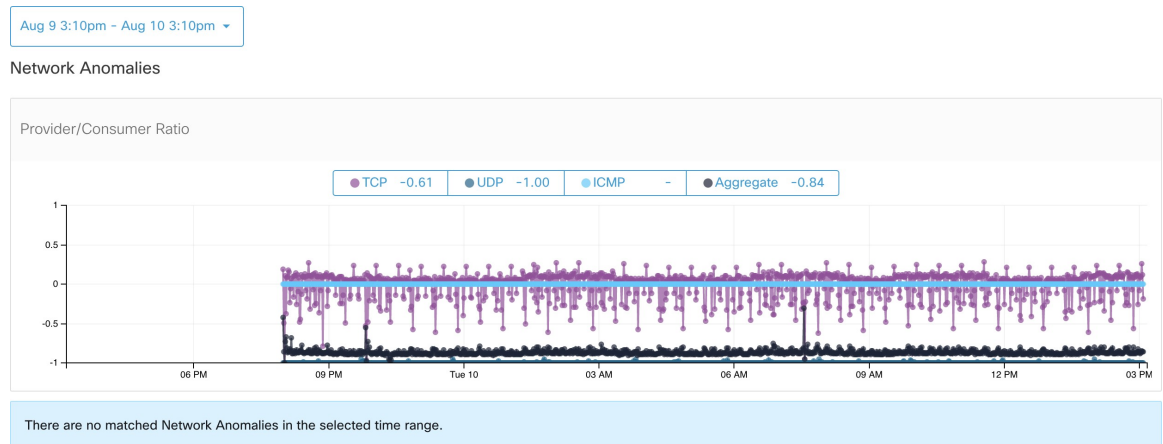 Aug 9 3:10pm - Aug 10 3:10pm
Network Anomalies
Provider/Consumer Ratio
TCP -0.61 UDP -1.00 ICMP - Aggregate -0.84
1
0.5
0
-0.5
-1
06 PM 09 PM Tue 10 03 AM 06 AM 09 AM 12 PM 03 PM
There are no matched Network Anomalies in the selected time range.